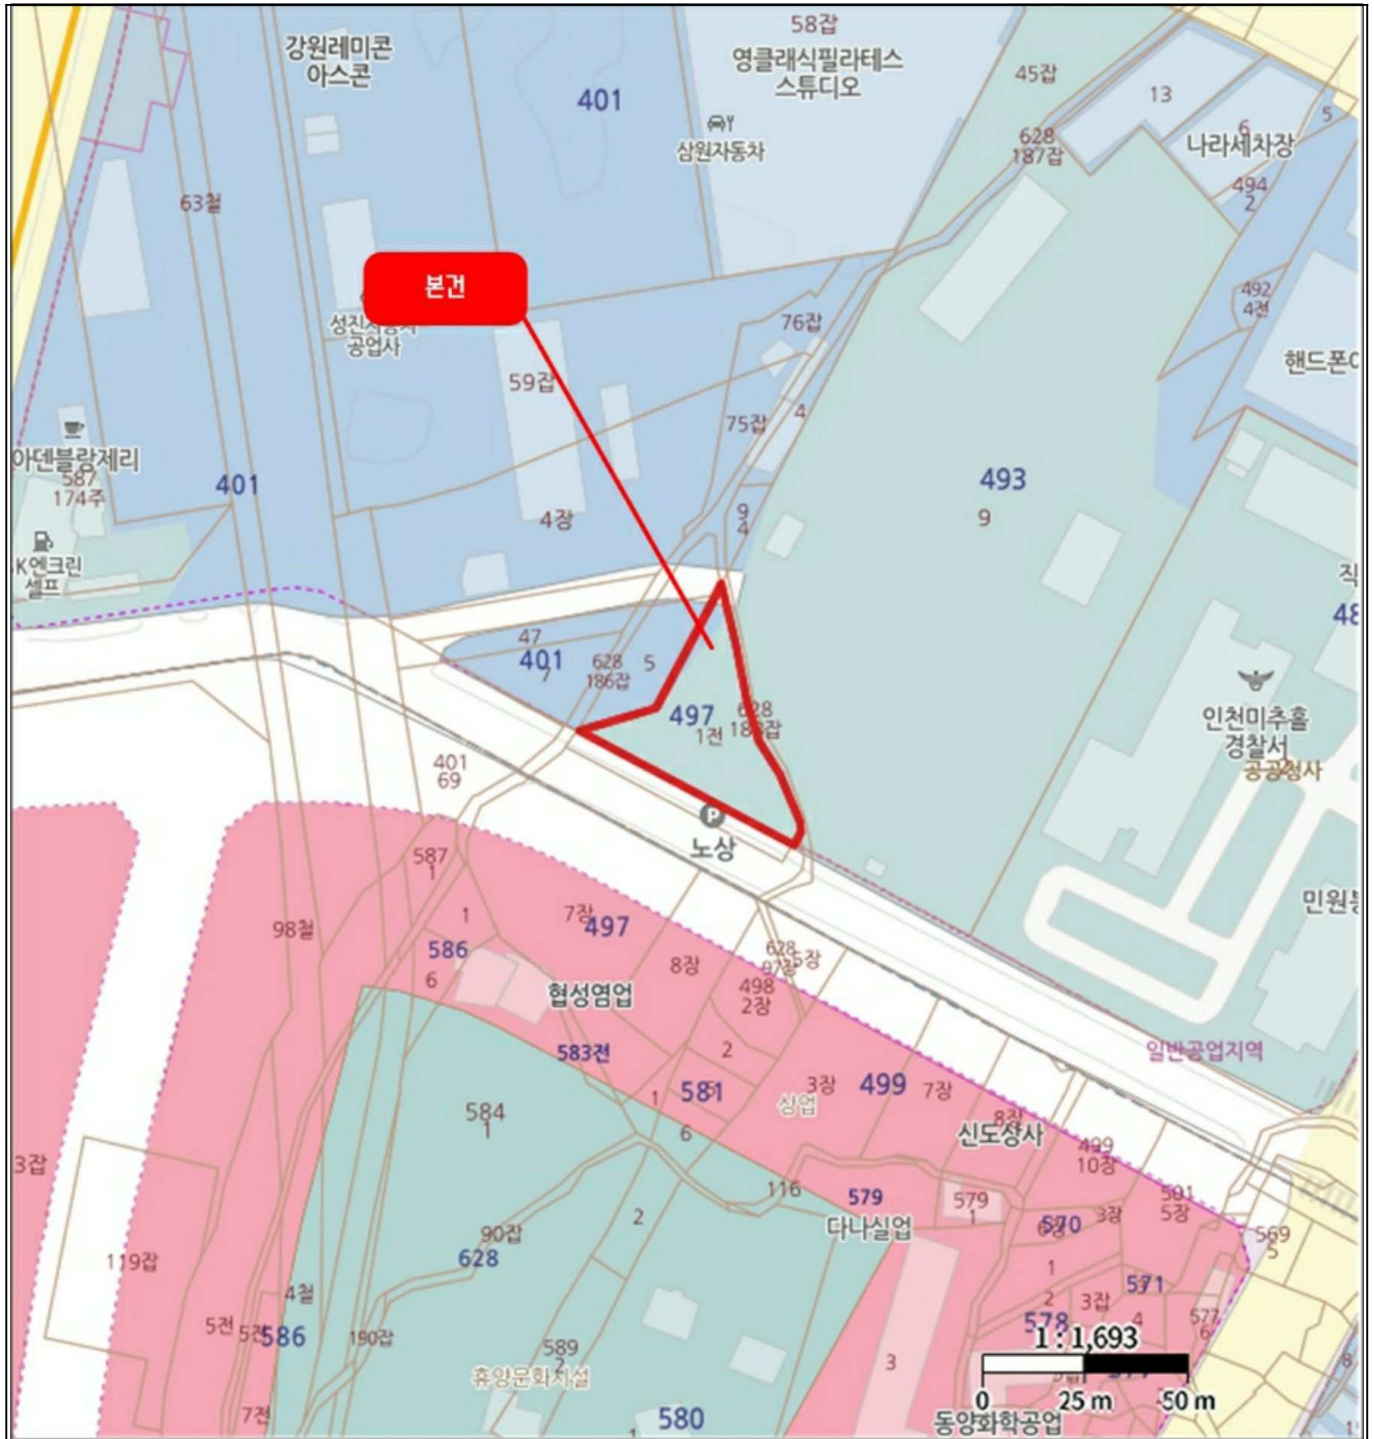 58잡
강원레미콘
아스콘
401
영클래식필라테스
스튜디오
45잡
13
5
삼원자동차
628
187잡
6
나라세차장
63철
494
2
본건
492
4전
76잡
공업사
핸드폰
59잡
75잡
4
아덴블랑제리
587
174주
401
493
9
4장
9
4
K엔크린
셀프
직
48
47
401
7
628
186잡
5
497
1전
628
인천미추홀
경찰서
공공청사
401
69
P
노상
587
1
민원
98철
1
7장
497
586
6
8장
628
5장
498
2장
협성염업
583전
2
일반공업지역
581
1
3장
499
7장
상업
584
1
6
8장
신도상사
499
10장
3잡
116
579
579
1
501
5장
2
다나실업
570
3장
569
5
90잡
628
119잡
1
571
4철
2
3잡
4
577
6
578
5전
586
190잡
1 : 1,693
589
2
휴양문화시설
3
8
0
25 m
50 m
7전
580
동양화학공업
1